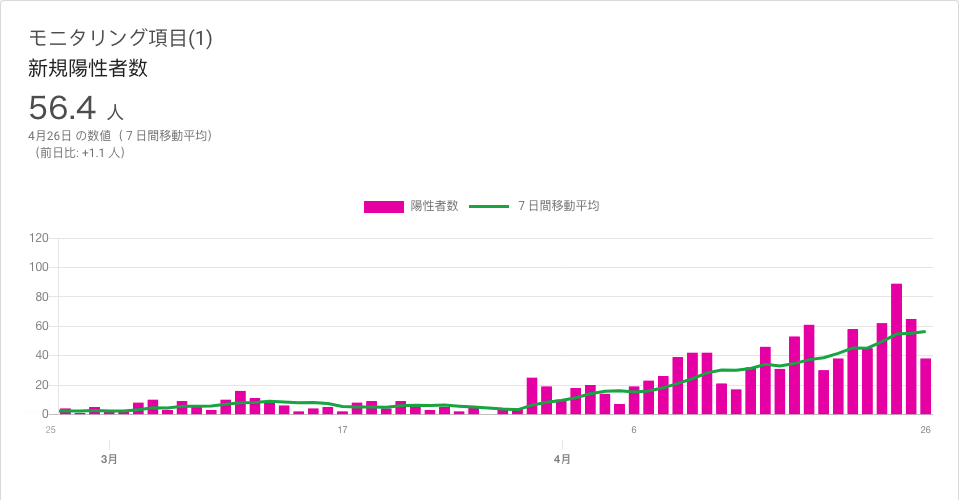 モニタリング項目(1)
新規陽性者数
56.4 人
4月26日 の数値（７日間移動平均）
（前日比: +1.1 人）
陽性者数 ７日間移動平均
120
100
80
60
40
20
0
25 17 6 26
3月 4月